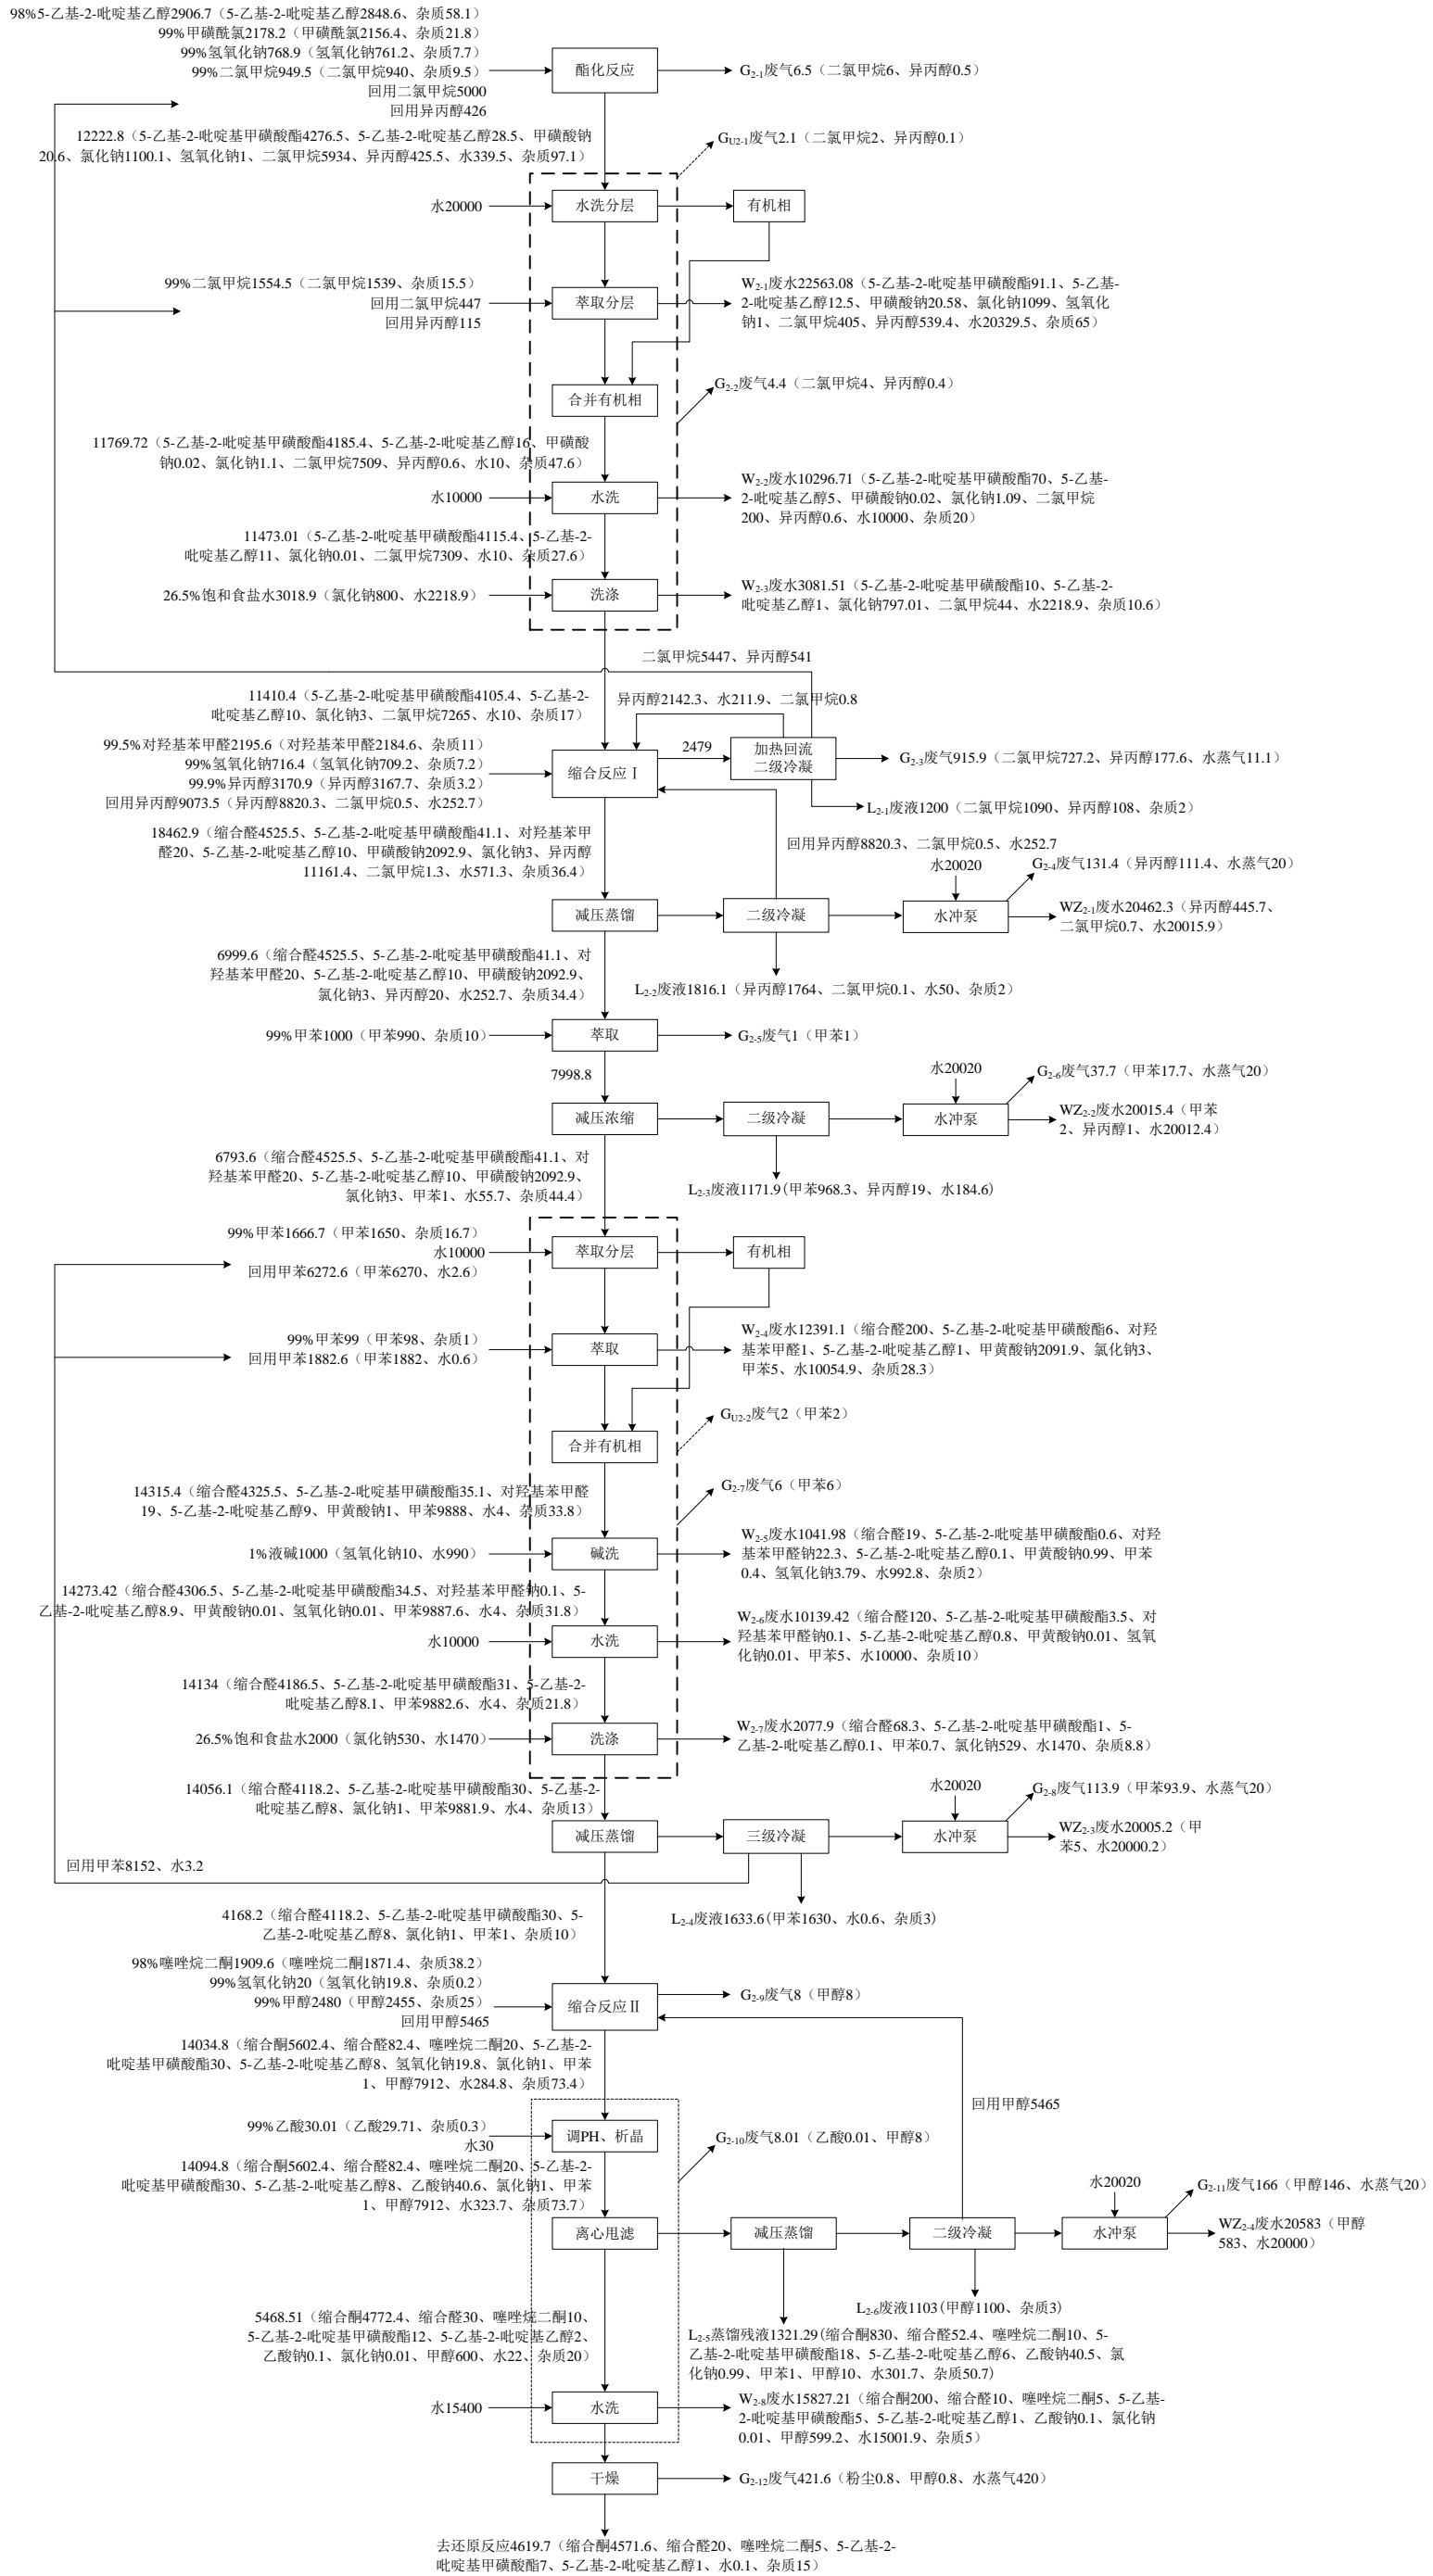 98%5-乙基-2-吡啶基乙醇2906.7（5-乙基-2-吡啶基乙醇2848.6、杂质58.1）
99%甲磺酰氯2178.2（甲磺酰氯2156.4、杂质21.8）
99%氢氧化钠768.9（氢氧化钠761.2、杂质7.7）
99%二氯甲烷949.5（二氯甲烷940、杂质9.5）
回用二氯甲烷5000
回用异丙醇426
酯化反应
G2-1废气6.5（二氯甲烷6、异丙醇0.5）
12222.8（5-乙基-2-吡啶基甲磺酸酯4276.5、5-乙基-2-吡啶基乙醇28.5、甲磺酸钠
20.6、氯化钠1100.1、氢氧化钠1、二氯甲烷5934、异丙醇425.5、水339.5、杂质97.1）
GU2-1废气2.1（二氯甲烷2、异丙醇0.1）
水20000
水洗分层
有机相
99%二氯甲烷1554.5（二氯甲烷1539、杂质15.5）
回用二氯甲烷447
回用异丙醇115
萃取分层
W2-1废水22563.08（5-乙基-2-吡啶基甲磺酸酯91.1、5-乙基-
2-吡啶基乙醇12.5、甲磺酸钠20.58、氯化钠1099、氢氧化
钠1、二氯甲烷405、异丙醇539.4、水20329.5、杂质65）
合并有机相
G2-2废气4.4（二氯甲烷4、异丙醇0.4）
11769.72（5-乙基-2-吡啶基甲磺酸酯4185.4、5-乙基-2-吡啶基乙醇16、甲磺酸
钠0.02、氯化钠1.1、二氯甲烷7509、异丙醇0.6、水10、杂质47.6）
水10000
水洗
W2-2废水10296.71（5-乙基-2-吡啶基甲磺酸酯70、5-乙基-
2-吡啶基乙醇5、甲磺酸钠0.02、氯化钠1.09、二氯甲烷
200、异丙醇0.6、水10000、杂质20）
11473.01（5-乙基-2-吡啶基甲磺酸酯4115.4、5-乙基-2-
吡啶基乙醇11、氯化钠0.01、二氯甲烷7309、水10、杂质27.6）
26.5%饱和食盐水3018.9（氯化钠800、水2218.9）
洗涤
W2-3废水3081.51（5-乙基-2-吡啶基甲磺酸酯10、5-乙基-2-
吡啶基乙醇1、氯化钠797.01、二氯甲烷44、水2218.9、杂质10.6）
二氯甲烷5447、异丙醇541
11410.4（5-乙基-2-吡啶基甲磺酸酯4105.4、5-乙基-2-
吡啶基乙醇10、氯化钠3、二氯甲烷7265、水10、杂质17）
异丙醇2142.3、水211.9、二氯甲烷0.8
99.5%对羟基苯甲醛2195.6（对羟基苯甲醛2184.6、杂质11）
99%氢氧化钠716.4（氢氧化钠709.2、杂质7.2）
99.9%异丙醇3170.9（异丙醇3167.7、杂质3.2）
回用异丙醇9073.5（异丙醇8820.3、二氯甲烷0.5、水252.7）
缩合反应Ⅰ
2479
加热回流
二级冷凝
G2-3废气915.9（二氯甲烷727.2、异丙醇177.6、水蒸气11.1）
L2-1废液1200（二氯甲烷1090、异丙醇108、杂质2）
18462.9（缩合醛4525.5、5-乙基-2-吡啶基甲磺酸酯41.1、对羟基苯甲
醛20、5-乙基-2-吡啶基乙醇10、甲磺酸钠2092.9、氯化钠3、异丙醇
11161.4、二氯甲烷1.3、水571.3、杂质36.4）
回用异丙醇8820.3、二氯甲烷0.5、水252.7
水20020
G2-4废气131.4（异丙醇111.4、水蒸气20）
减压蒸馏
二级冷凝
水冲泵
WZ2-1废水20462.3（异丙醇445.7、
二氯甲烷0.7、水20015.9）
6999.6（缩合醛4525.5、5-乙基-2-吡啶基甲磺酸酯41.1、对
羟基苯甲醛20、5-乙基-2-吡啶基乙醇10、甲磺酸钠2092.9、
氯化钠3、异丙醇20、水252.7、杂质34.4）
L2-2废液1816.1（异丙醇1764、二氯甲烷0.1、水50、杂质2）
99%甲苯1000（甲苯990、杂质10）
萃取
G2-5废气1（甲苯1）
7998.8
水20020
G2-6废气37.7（甲苯17.7、水蒸气20）
减压浓缩
二级冷凝
水冲泵
WZ2-2废水20015.4（甲苯
2、异丙醇1、水20012.4）
6793.6（缩合醛4525.5、5-乙基-2-吡啶基甲磺酸酯41.1、对
羟基苯甲醛20、5-乙基-2-吡啶基乙醇10、甲磺酸钠2092.9、
氯化钠3、甲苯1、水55.7、杂质44.4）
L2-3废液1171.9(甲苯968.3、异丙醇19、水184.6)
99%甲苯1666.7（甲苯1650、杂质16.7）
水10000
回用甲苯6272.6（甲苯6270、水2.6）
萃取分层
有机相
99%甲苯99（甲苯98、杂质1）
回用甲苯1882.6（甲苯1882、水0.6）
萃取
W2-4废水12391.1（缩合醛200、5-乙基-2-吡啶基甲磺酸酯6、对羟
基苯甲醛1、5-乙基-2-吡啶基乙醇1、甲黄酸钠2091.9、氯化钠3、
甲苯5、水10054.9、杂质28.3）
GU2-2废气2（甲苯2）
合并有机相
G2-7废气6（甲苯6）
14315.4（缩合醛4325.5、5-乙基-2-吡啶基甲磺酸酯35.1、对羟基苯甲醛
19、5-乙基-2-吡啶基乙醇9、甲黄酸钠1、甲苯9888、水4、杂质33.8）
1%液碱1000（氢氧化钠10、水990）
碱洗
W2-5废水1041.98（缩合醛19、5-乙基-2-吡啶基甲磺酸酯0.6、对羟
基苯甲醛钠22.3、5-乙基-2-吡啶基乙醇0.1、甲黄酸钠0.99、甲苯
0.4、氢氧化钠3.79、水992.8、杂质2）
14273.42（缩合醛4306.5、5-乙基-2-吡啶基甲磺酸酯34.5、对羟基苯甲醛钠0.1、5-
乙基-2-吡啶基乙醇8.9、甲黄酸钠0.01、氢氧化钠0.01、甲苯9887.6、水4、杂质31.8）
水10000
水洗
W2-6废水10139.42（缩合醛120、5-乙基-2-吡啶基甲磺酸酯3.5、对
羟基苯甲醛钠0.1、5-乙基-2-吡啶基乙醇0.8、甲黄酸钠0.01、氢氧
化钠0.01、甲苯5、水10000、杂质10）
14134（缩合醛4186.5、5-乙基-2-吡啶基甲磺酸酯31、5-乙基-2-
吡啶基乙醇8.1、甲苯9882.6、水4、杂质21.8）
26.5%饱和食盐水2000（氯化钠530、水1470）
洗涤
W2-7废水2077.9（缩合醛68.3、5-乙基-2-吡啶基甲磺酸酯1、5-
乙基-2-吡啶基乙醇0.1、甲苯0.7、氯化钠529、水1470、杂质8.8）
14056.1（缩合醛4118.2、5-乙基-2-吡啶基甲磺酸酯30、5-乙基-2-
吡啶基乙醇8、氯化钠1、甲苯9881.9、水4、杂质13）
水20020
G2-8废气113.9（甲苯93.9、水蒸气20）
减压蒸馏
三级冷凝
水冲泵
WZ2-3废水20005.2（甲
苯5、水20000.2）
回用甲苯8152、水3.2
4168.2（缩合醛4118.2、5-乙基-2-吡啶基甲磺酸酯30、5-
乙基-2-吡啶基乙醇8、氯化钠1、甲苯1、杂质10）
L2-4废液1633.6(甲苯1630、水0.6、杂质3)
98%噻唑烷二酮1909.6（噻唑烷二酮1871.4、杂质38.2）
99%氢氧化钠20（氢氧化钠19.8、杂质0.2）
99%甲醇2480（甲醇2455、杂质25）
回用甲醇5465
缩合反应Ⅱ
G2-9废气8（甲醇8）
14034.8（缩合酮5602.4、缩合醛82.4、噻唑烷二酮20、5-乙基-2-
吡啶基甲磺酸酯30、5-乙基-2-吡啶基乙醇8、氢氧化钠19.8、氯化钠1、甲苯
1、甲醇7912、水284.8、杂质73.4）
回用甲醇5465
99%乙酸30.01（乙酸29.71、杂质0.3）
水30
调PH、析晶
G2-10废气8.01（乙酸0.01、甲醇8）
14094.8（缩合酮5602.4、缩合醛82.4、噻唑烷二酮20、5-乙基-2-
吡啶基甲磺酸酯30、5-乙基-2-吡啶基乙醇8、乙酸钠40.6、氯化钠1、甲苯
1、甲醇7912、水323.7、杂质73.7）
水20020
G2-11废气166（甲醇146、水蒸气20）
离心甩滤
减压蒸馏
二级冷凝
水冲泵
WZ2-4废水20583（甲醇
583、水20000）
L2-6废液1103(甲醇1100、杂质3)
5468.51（缩合酮4772.4、缩合醛30、噻唑烷二酮10、
5-乙基-2-吡啶基甲磺酸酯12、5-乙基-2-吡啶基乙醇2、
乙酸钠0.1、氯化钠0.01、甲醇600、水22、杂质20）
L2-5蒸馏残液1321.29(缩合酮830、缩合醛52.4、噻唑烷二酮10、5-
乙基-2-吡啶基甲磺酸酯18、5-乙基-2-吡啶基乙醇6、乙酸钠40.5、氯
化钠0.99、甲苯1、甲醇10、水301.7、杂质50.7)
水15400
水洗
W2-8废水15827.21（缩合酮200、缩合醛10、噻唑烷二酮5、5-乙基-
2-吡啶基甲磺酸酯5、5-乙基-2-吡啶基乙醇1、乙酸钠0.1、氯化钠
0.01、甲醇599.2、水15001.9、杂质5）
干燥
G2-12废气421.6（粉尘0.8、甲醇0.8、水蒸气420）
去还原反应4619.7（缩合酮4571.6、缩合醛20、噻唑烷二酮5、5-乙基-2-
吡啶基甲磺酸酯7、5-乙基-2-吡啶基乙醇1、水0.1、杂质15）